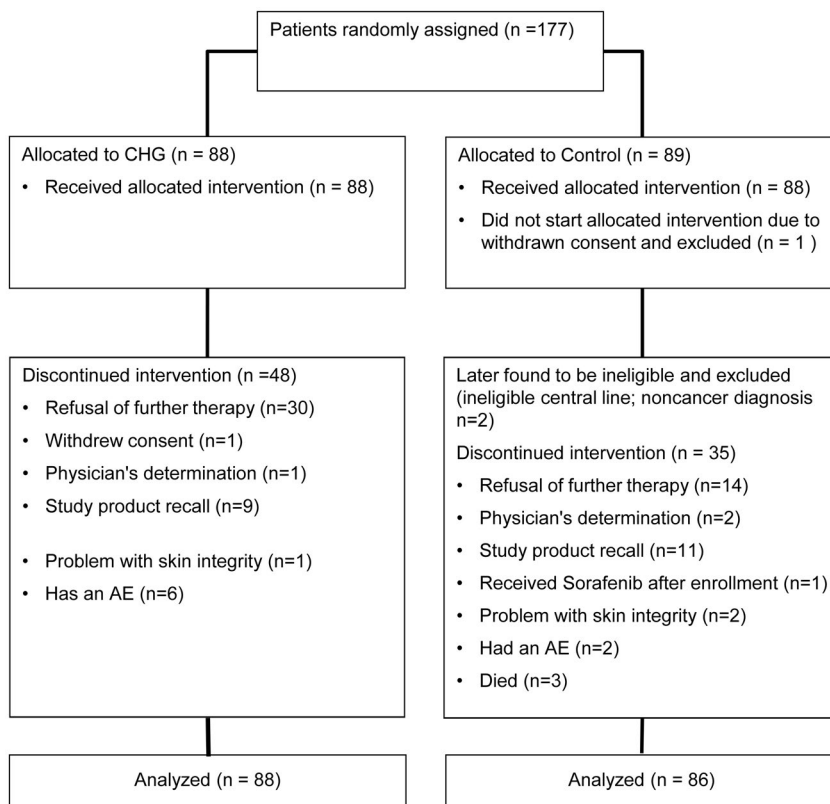 Patients randomly assigned (n =177)
Allocated to CHG (n = 88)
• Received allocated intervention (n = 88)
Allocated to Control (n = 89)
• Received allocated intervention (n = 88)
• Did not start allocated intervention due to
withdrawn consent and excluded (n = 1 )
Discontinued intervention (n =48)
• Refusal of further therapy (n=30)
• Withdrew consent (n=1)
• Physician's determination (n=1)
• Study product recall (n=9)
• Problem with skin integrity (n=1)
• Has an AE (n=6)
Later found to be ineligible and excluded
(ineligible central line; noncancer diagnosis
n=2)
Discontinued intervention (n = 35)
• Refusal of further therapy (n=14)
• Physician's determination (n=2)
• Study product recall (n=11)
• Received Sorafenib after enrollment (n=1)
• Problem with skin integrity (n=2)
• Had an AE (n=2)
• Died (n=3)
Analyzed (n = 88)
Analyzed (n = 86)